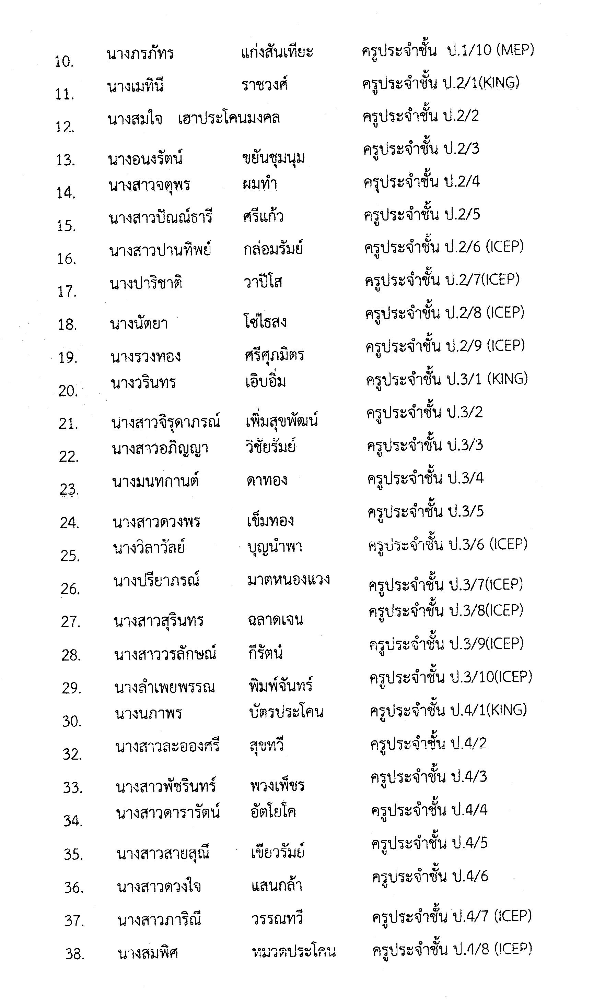 10. นางภรภัทร แก่งสันเทียะ ครูประจำชั้น ป.1/10 (MEP)
11. นางเมทินี ราชวงศ์ ครูประจำชั้น ป.2/1(KING)
12. นางสมใจ เฮาประโคนมงคล ครูประจำชั้น ป.2/2
13. นางอนงรัตน์ ขยันชุมนุม ครูประจำชั้น ป.2/3
14. นางสาวจตุพร ผมทำ ครุประจำชั้น ป.2/4
15. นางสาวปัณณ์ธารี ศรีแก้ว ครูประจำชั้น ป.2/5
16. นางสาวปานทิพย์ กล่อมรัมย์ ครูประจำชั้น ป.2/6 (ICEP)
17. นางปาริชาติ วาปีโส ครูประจำชั้น ป.2/7(ICEP)
18. นางนัตยา โซ่ไธสง ครูประจำชั้น ป.2/8 (ICEP)
19. นางรวงทอง ศรีศุภมิตร ครูประจำชั้น ป.2/9 (ICEP)
20. นางวรินทร เอิบอิ่ม ครูประจำชั้น ป.3/1 (KING)
21. นางสาวจิรุดาภรณ์ เพิ่มสุขพัฒน์ ครูประจำชั้น ป.3/2
22. นางสาวอภิญญา วิชัยรัมย์ ครูประจำชั้น ป.3/3
23. นางมนทกานต์ ดาทอง ครูประจำชั้น ป.3/4
24. นางสาวดวงพร เข็มทอง ครูประจำชั้น ป.3/5
25. นางวิลาวัลย์ บุญนำพา ครูประจำชั้น ป.3/6 (ICEP)
26. นางปรียาภรณ์ มาตหนองแวง ครูประจำชั้น ป.3/7(ICEP)
27. นางสาวสุรินทร ฉลาดเจน ครูประจำชั้น ป.3/8(ICEP)
28. นางสาววรลักษณ์ กีรัตน์ ครูประจำชั้น ป.3/9(ICEP)
29. นางลำเพยพรรณ พิมพ์จันทร์ ครูประจำชั้น ป.3/10(ICEP)
30. นางนภาพร บัตรประโคน ครูประจำชั้น ป.4/1(KING)
32. นางสาวละอองศรี สุขทวี ครูประจำชั้น ป.4/2
33. นางสาวพัชรินทร์ พวงเพ็ชร ครูประจำชั้น ป.4/3
34. นางสาวดารารัตน์ อัตโยโค ครูประจำชั้น ป.4/4
35. นางสาวสายสุณี เขียวรัมย์ ครูประจำชั้น ป.4/5
36. นางสาวดวงใจ แสนกล้า ครูประจำชั้น ป.4/6
37. นางสาวภาริณี วรรณทวี ครูประจำชั้น ป.4/7 (ICEP)
38. นางสมพิศ หมวดประโคน ครูประจำชั้น ป.4/8 (ICEP)